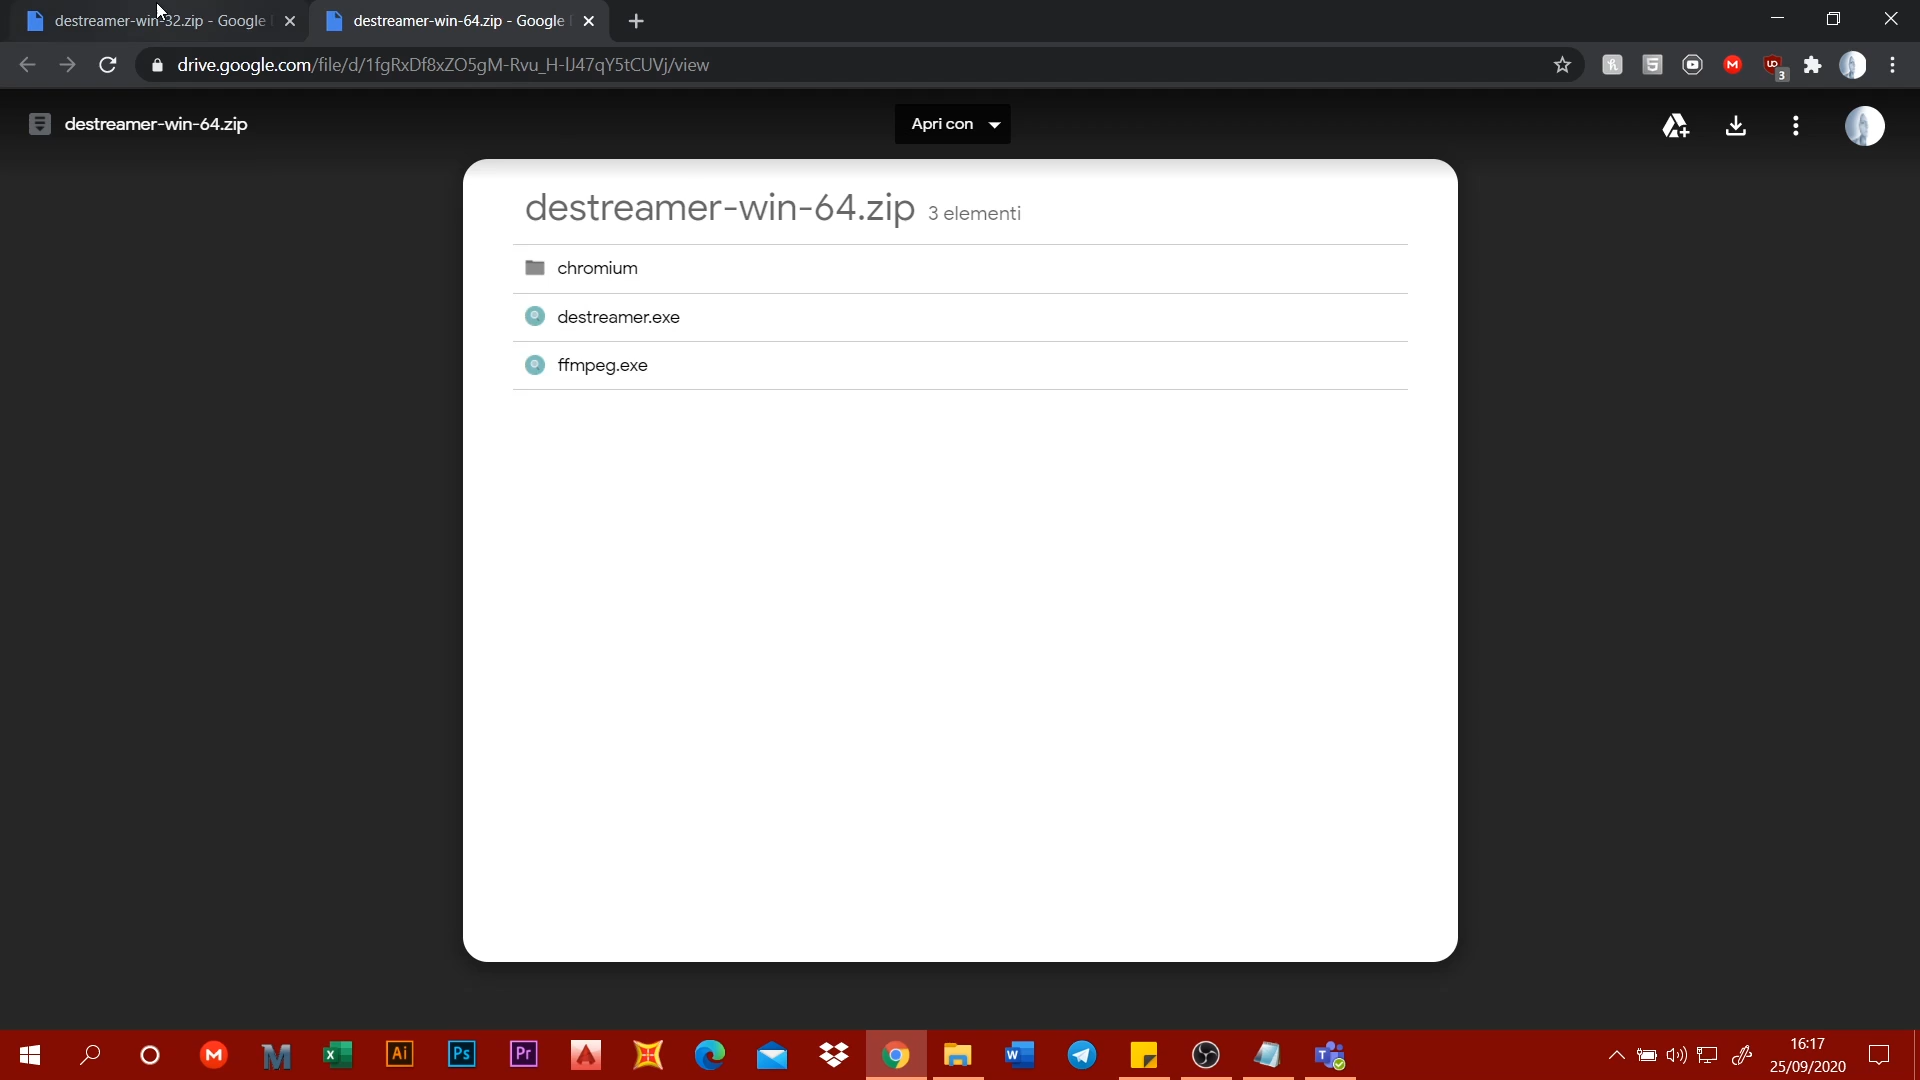 destreamer-win-32.zip - Google
destreamer-win-64.zip - Google
drive.google.com/file/d/1fgRxDf8xZO5gM-Rvu_H-IJ47qY5tCUVj/view
3
destreamer-win-64.zip
Apri con
destreamer-win-64.zip 3 elementi
chromium
destreamer.exe
ffmpeg.exe
16:17
25/09/2020